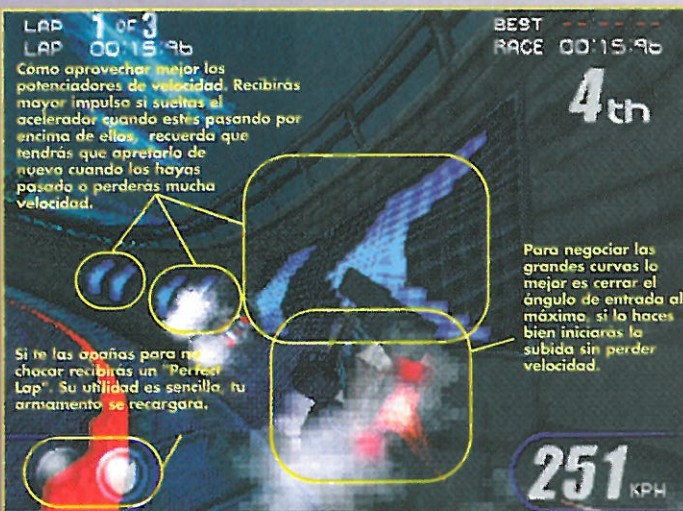 LAP 1 OF 3
LAP 00:15.96
BEST --------
RACE 00:15.96
4th
Cómo aprovechar mejor los
potenciadores de velocidad. Recibirás
mayor impulso si sueltas el
acelerador cuando estés pasando por
encima de ellos, recuerda que
tendrás que apretarlo de
nuevo cuando los hayas
pasado o perderás mucha
velocidad.
Para negociar las
grandes curvas lo
mejor es cerrar el
ángulo de entrada al
máximo, si lo haces
bien iniciarás la
subida sin perder
velocidad.
Si te las apañas para no
chocar recibirás un "Perfect
Lap". Su utilidad es sencilla, tu
armamento se recargará.
251 KPH